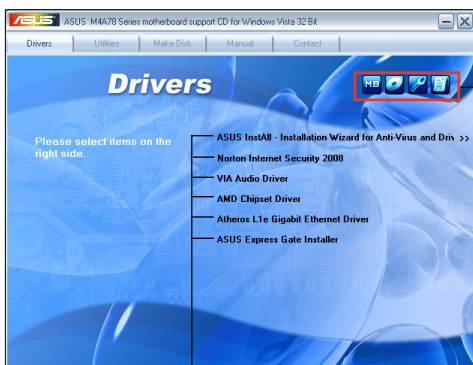 ASUS M4A78 Series motherboard support CD for Windows Vista 32 Bit
Drivers Utilities Make Disk Manual Contact
Drivers
MB
Please select items on the
right side.
ASUS InstAll - Installation Wizard for Anti-Virus and Driv >>
Norton Internet Security 2008
VIA Audio Driver
AMD Chipset Driver
Atheros L1e Gigabit Ethernet Driver
ASUS Express Gate Installer